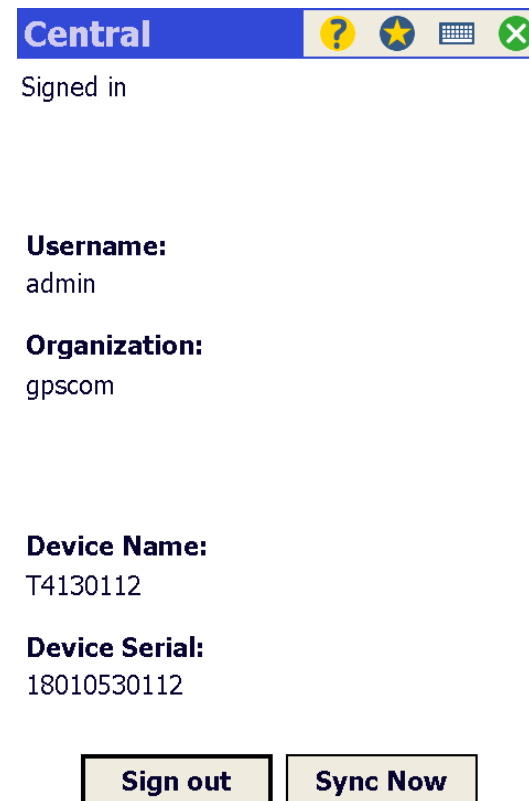 Central
Signed in
Username:
admin
Organization:
gpscom
Device Name:
T4130112
Device Serial:
18010530112
Sign out Sync Now